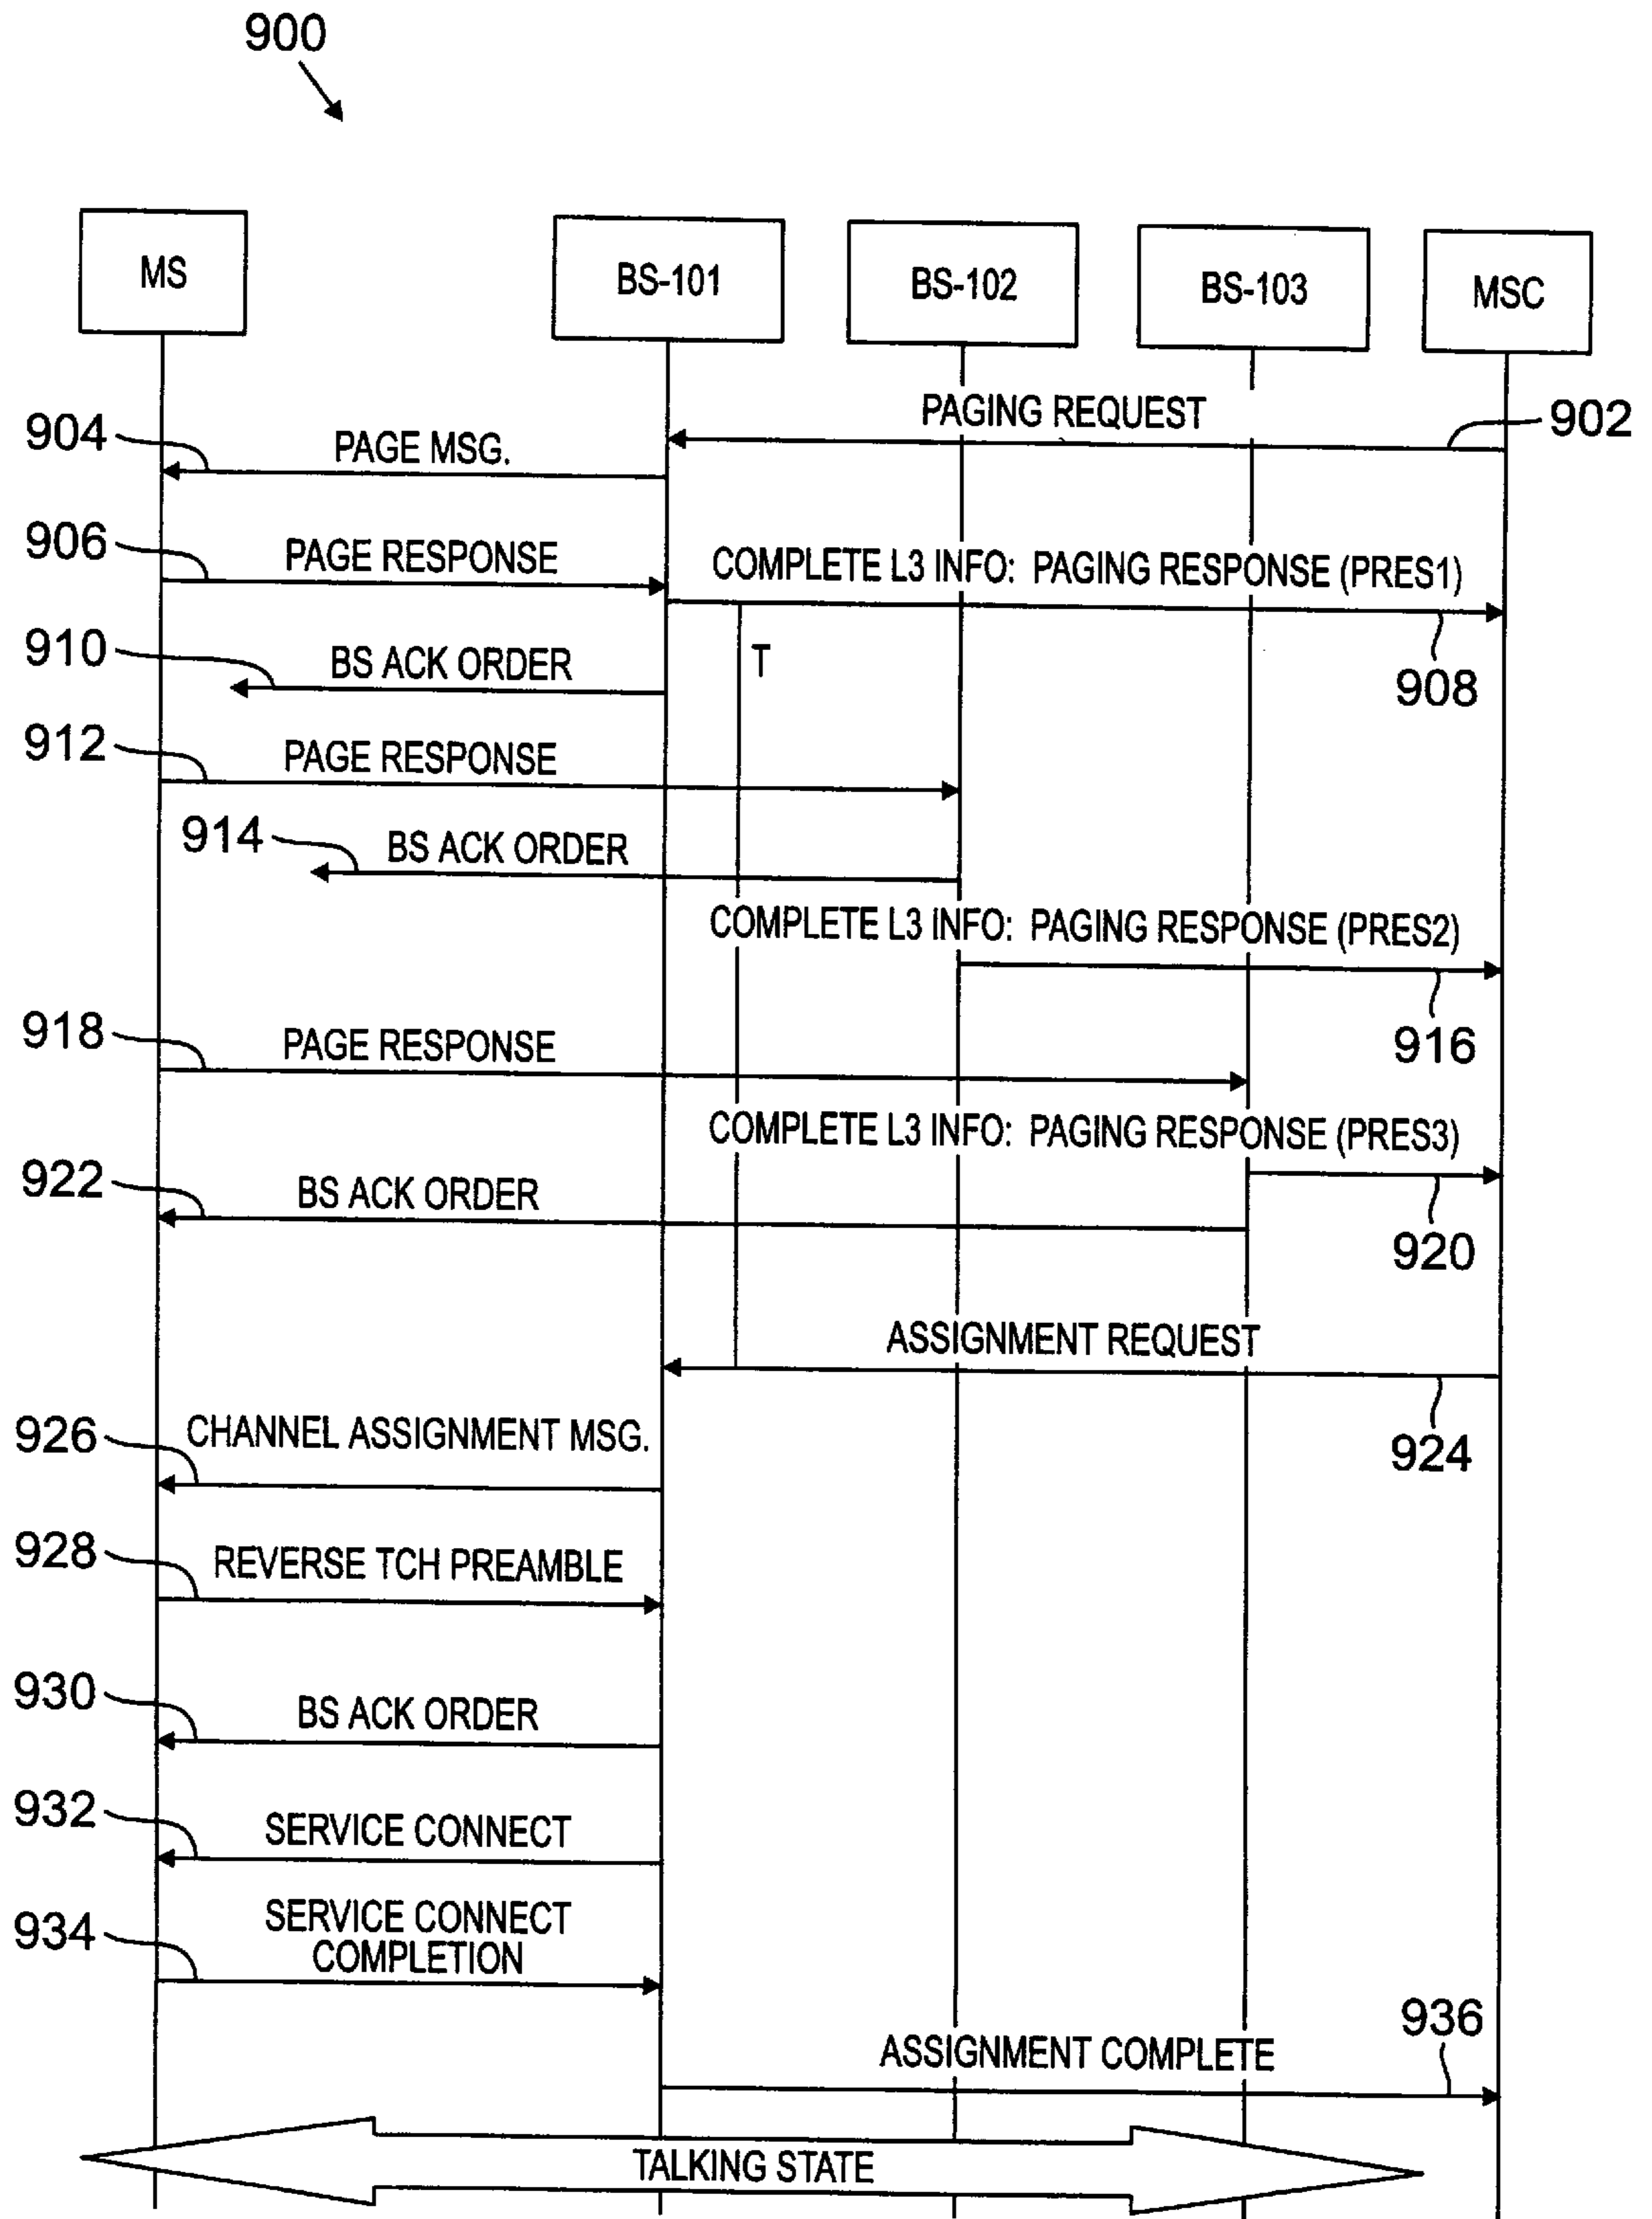 900
MS
BS-101
BS-102
BS-103
MSC
PAGING REQUEST
902
904
PAGE MSG.
906
PAGE RESPONSE
COMPLETE L3 INFO: PAGING RESPONSE (PRES1)
908
910
BS ACK ORDER
T
912
PAGE RESPONSE
914
BS ACK ORDER
COMPLETE L3 INFO: PAGING RESPONSE (PRES2)
916
918
PAGE RESPONSE
COMPLETE L3 INFO: PAGING RESPONSE (PRES3)
920
922
BS ACK ORDER
ASSIGNMENT REQUEST
924
926
CHANNEL ASSIGNMENT MSG.
928
REVERSE TCH PREAMBLE
930
BS ACK ORDER
932
SERVICE CONNECT
934
SERVICE CONNECT
COMPLETION
936
ASSIGNMENT COMPLETE
TALKING STATE